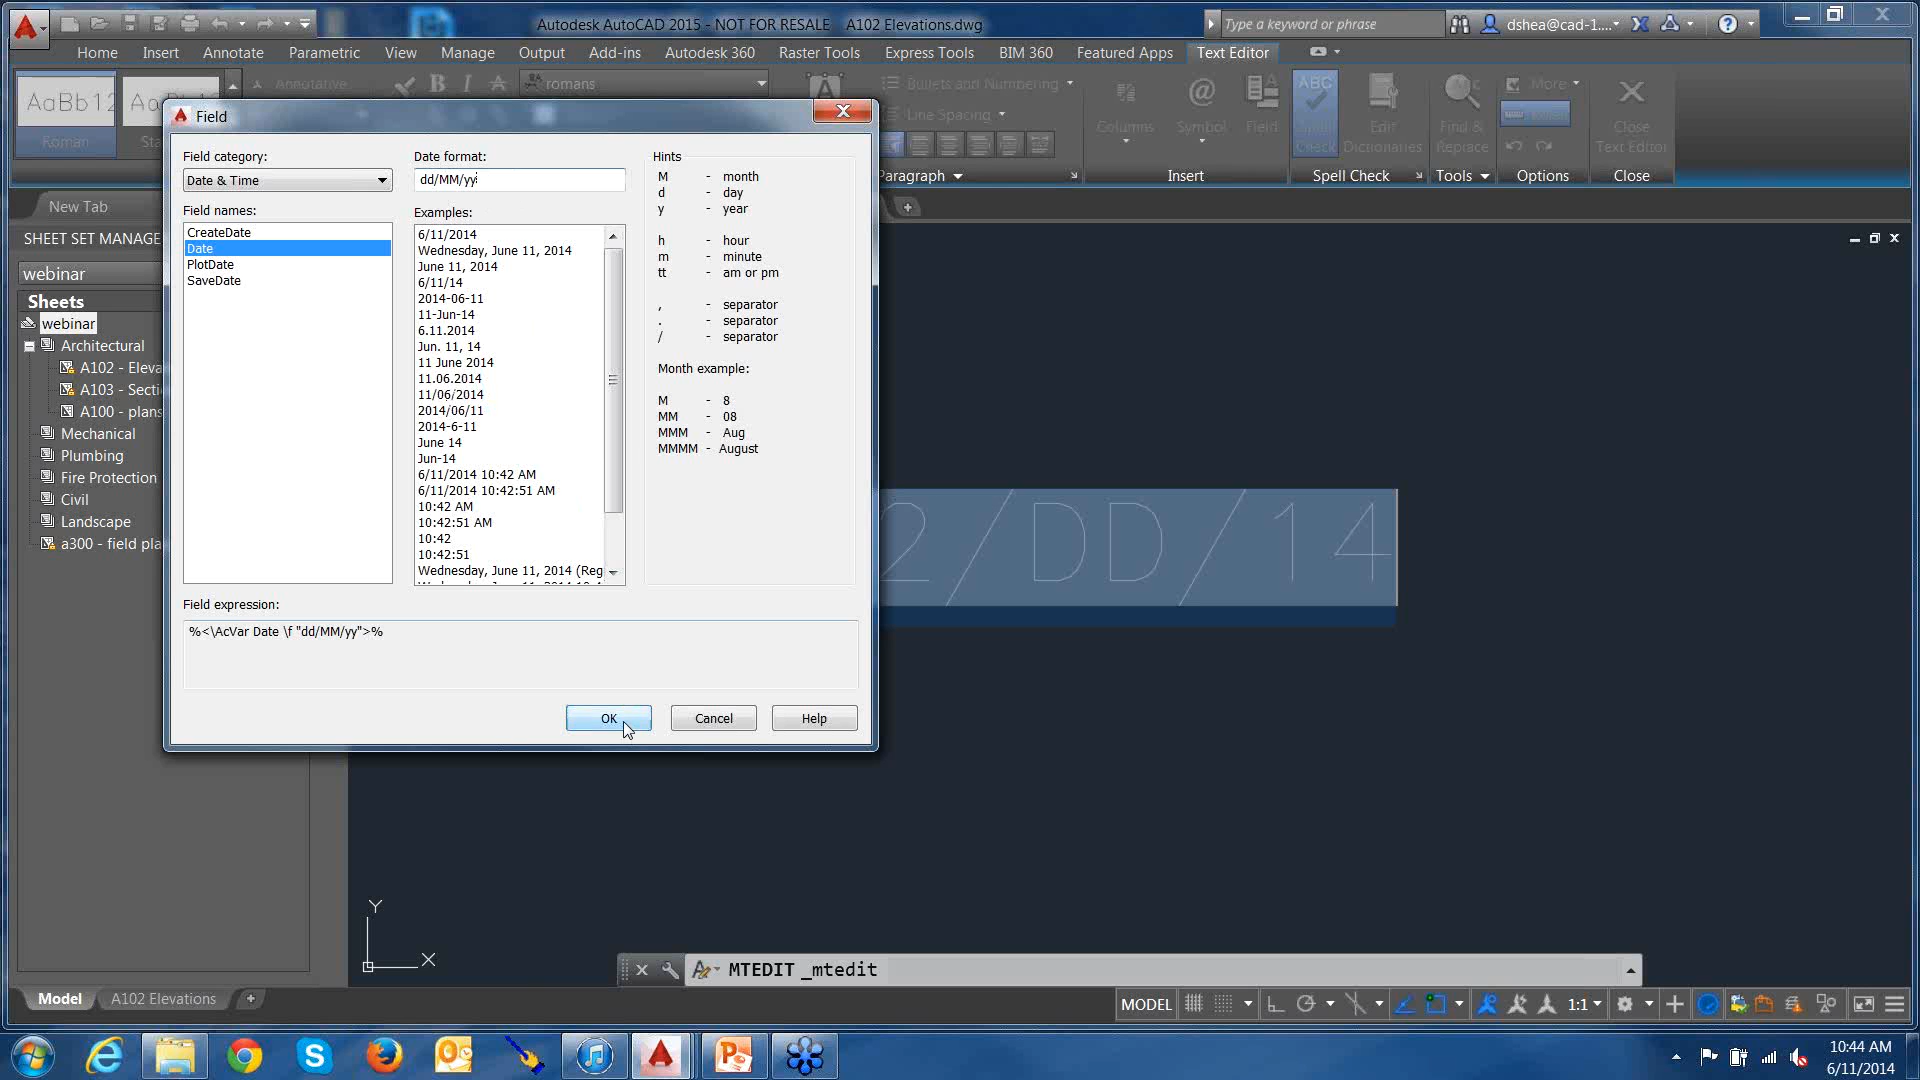 Autodesk AutoCAD 2015 - NOT FOR RESALE    A102 Elevations.dwg
Type a keyword or phrase
dshea@cad-1....
Home Insert Annotate Parametric View Manage Output Add-ins Autodesk 360 Raster Tools Express Tools BIM 360 Featured Apps Text Editor
AaBb12
Roman
Annotative
B I A
romans
Bullets and Numbering
Line Spacing
Columns
Symbol
Field
ABC
Spell Check
Edit Dictionaries
Find & Replace
More
Close Text Editor
Paragraph
Insert
Spell Check
Tools
Options
Close
New Tab
SHEET SET MANAGE
webinar
Sheets
webinar
Architectural
A102 - Eleva
A103 - Secti
A100 - plans
Mechanical
Plumbing
Fire Protection
Civil
Landscape
a300 - field pla
Field
Field category:
Date & Time
Field names:
CreateDate
Date
PlotDate
SaveDate
Date format:
dd/MM/yy
Examples:
6/11/2014
Wednesday, June 11, 2014
June 11, 2014
6/11/14
2014-06-11
11-Jun-14
6.11.2014
Jun. 11, 14
11 June 2014
11.06.2014
11/06/2014
2014/06/11
2014-6-11
June 14
Jun-14
6/11/2014 10:42 AM
6/11/2014 10:42:51 AM
10:42 AM
10:42:51 AM
10:42
10:42:51
Wednesday, June 11, 2014 (Reg
Hints
M - month
d - day
y - year
h - hour
m - minute
tt - am or pm
, - separator
. - separator
/ - separator
Month example:
M - 8
MM - 08
MMM - Aug
MMMM - August
Field expression:
%<\AcVar Date \f "dd/MM/yy">%
OK
Cancel
Help
2/DD/14
Y
X
MTEDIT _mtedit
Model
A102 Elevations
MODEL
1:1
10:44 AM
6/11/2014